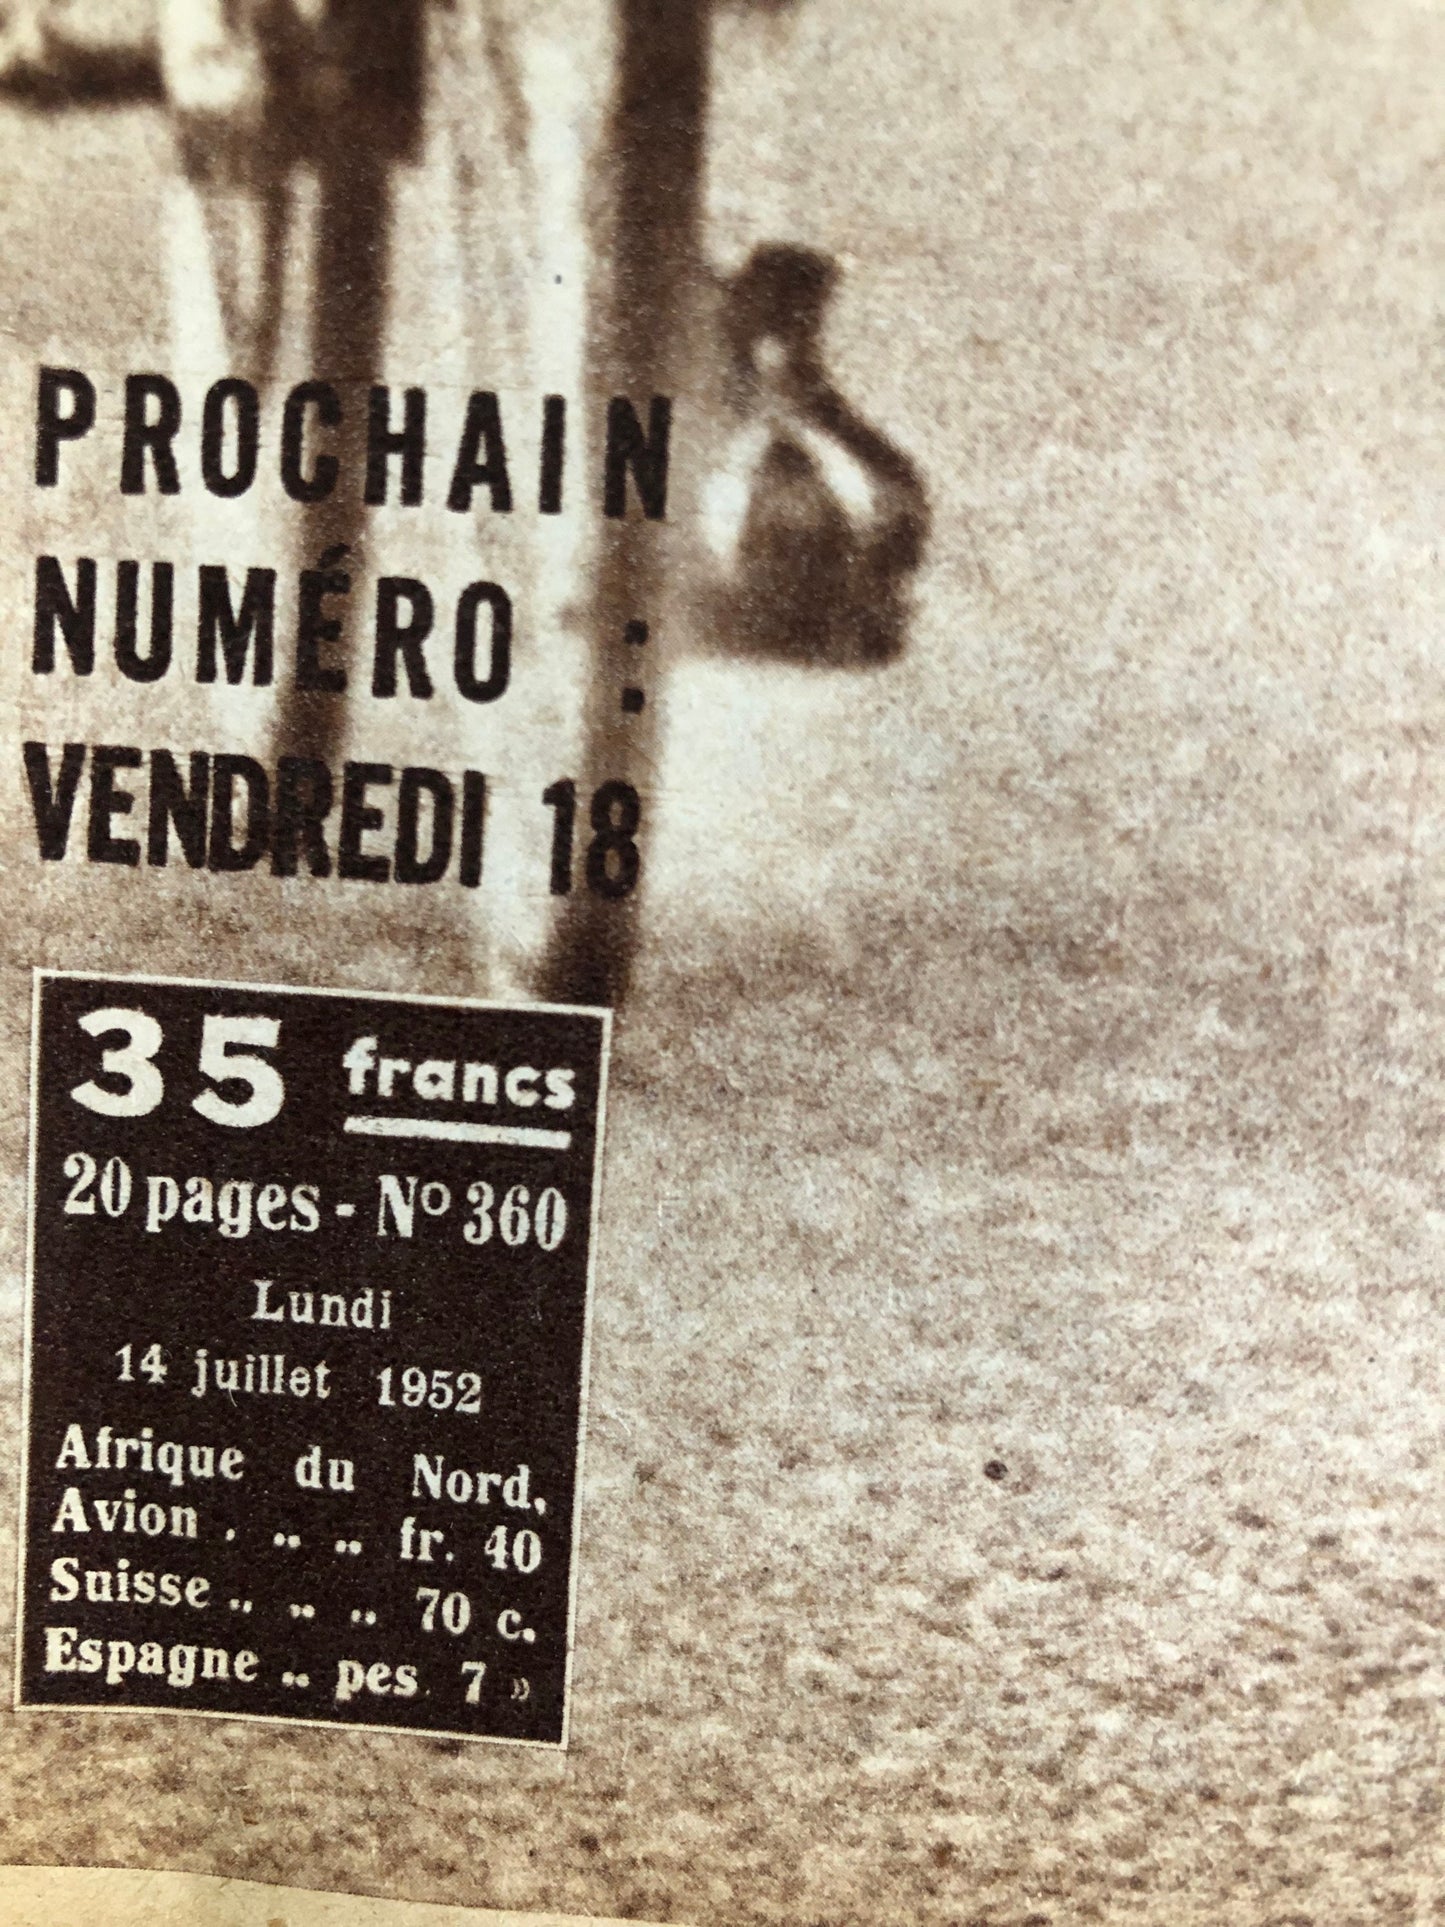 PROCHAIN
NUMÉRO :
VENDREDI 18
35 francs
20 pages - Nº 360
Lundi
14 juillet 1952
Afrique du Nord,
Avion . .. .. fr. 40
Suisse .. .. .. 70 c.
Espagne .. pes. 7 »